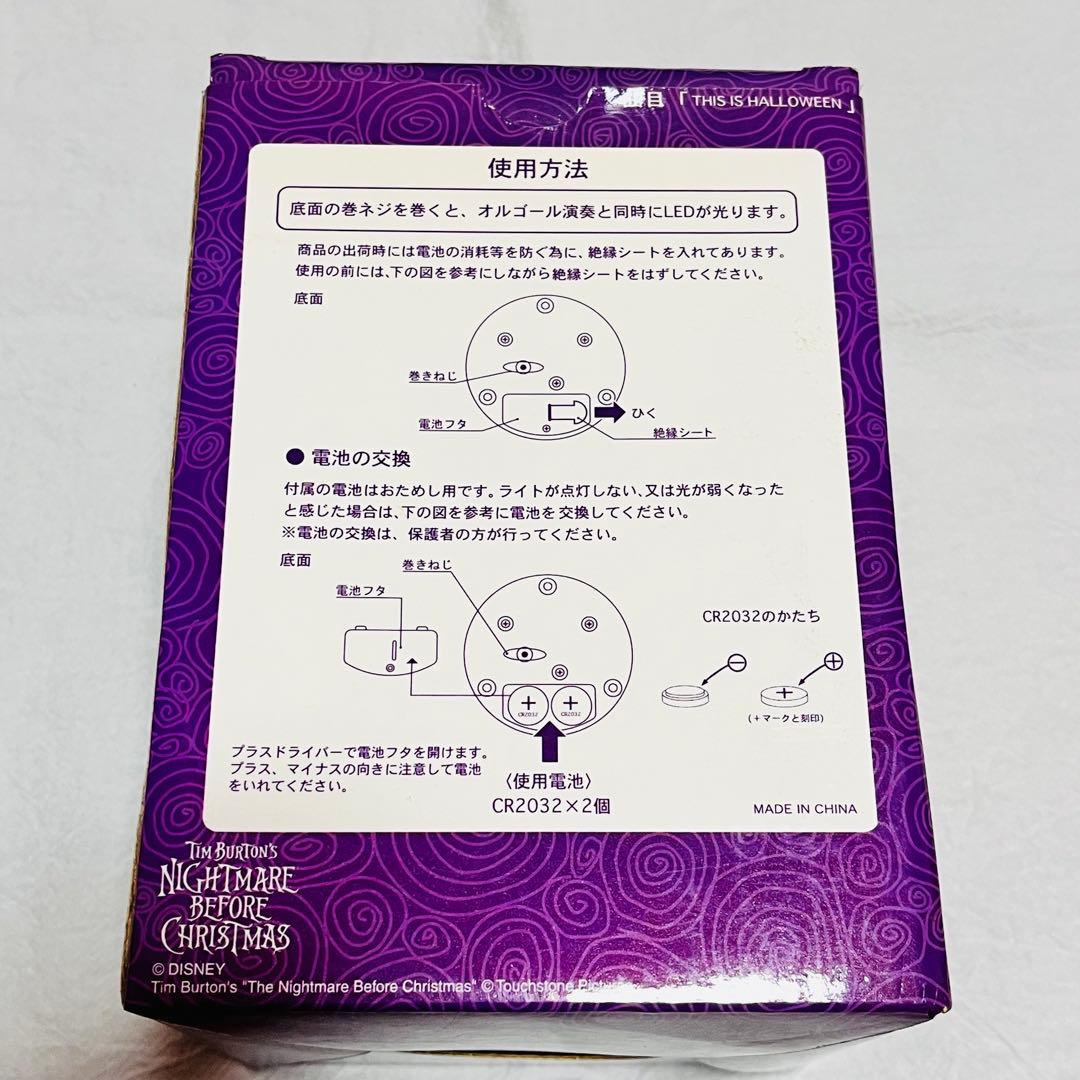 目「THIS IS HALLOWEEN」
使用方法
底面の巻ネジを巻くと、オルゴール演奏と同時にLEDが光ります。
商品の出荷時には電池の消耗等を防ぐ為に、絶縁シートを入れてあります。
使用の前には、下の図を参考にしながら絶縁シートをはずしてください。
底面
巻きねじ
電池フタ
ひく
絶縁シート
● 電池の交換
付属の電池はおためし用です。ライトが点灯しない、又は光が弱くなった
と感じた場合は、下の図を参考に電池を交換してください。
※電池の交換は、保護者の方が行ってください。
底面
巻きねじ
電池フタ
CR2032のかたち
CR2032
CR2032
(+マークと刻印)
プラスドライバーで電池フタを開けます。
プラス、マイナスの向きに注意して電池
をいれてください。
〈使用電池〉
CR2032×2個
MADE IN CHINA
TIM BURTON'S
NIGHTMARE
BEFORE
CHRISTMAS
© DISNEY
Tim Burton's "The Nightmare Before Christmas" © Touchstone